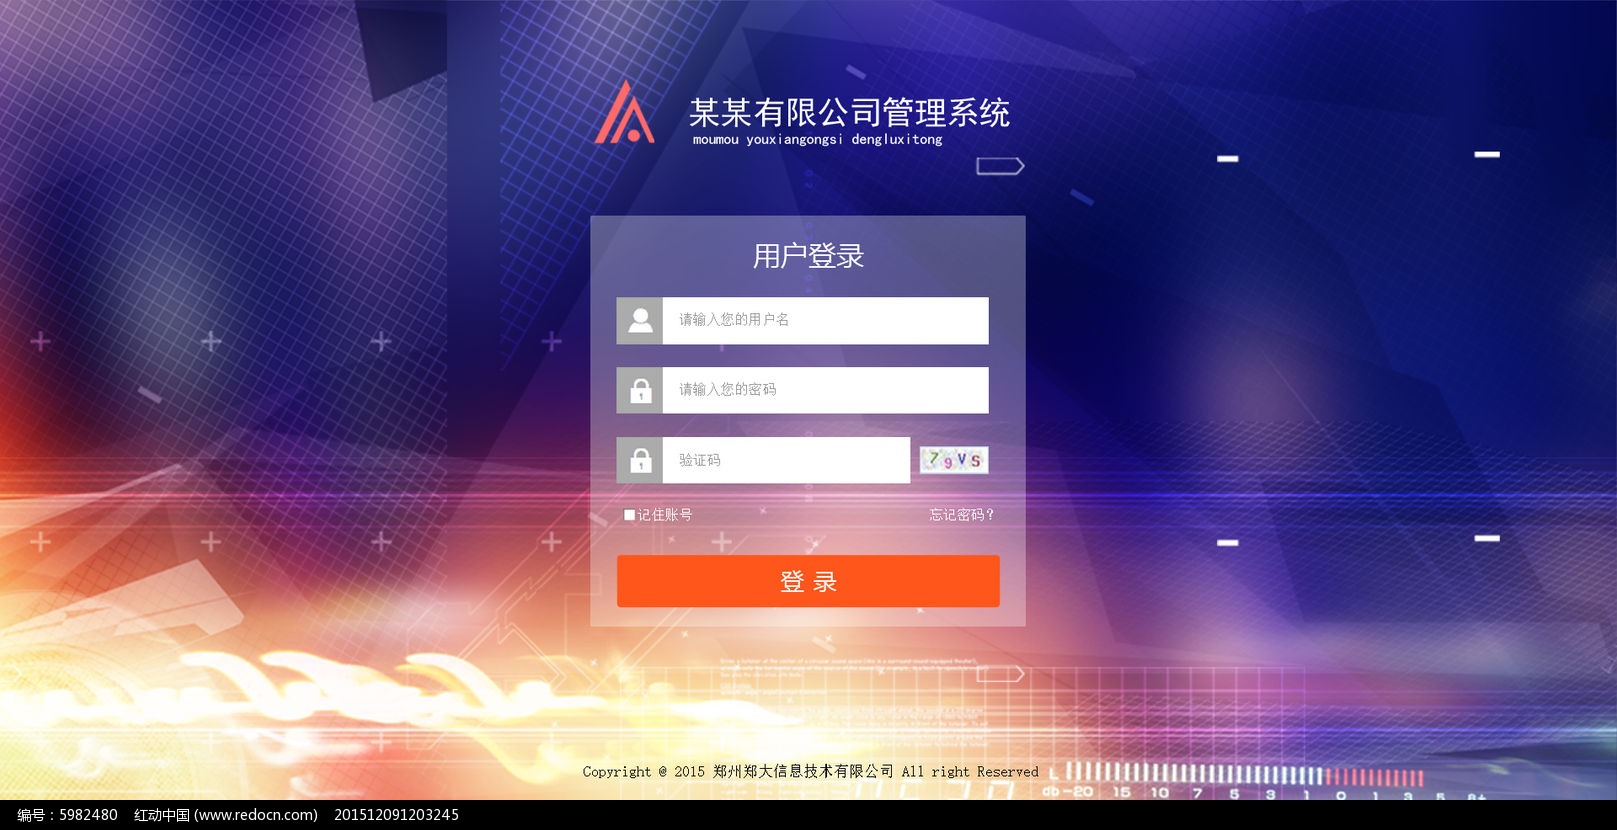 某某有限公司管理系统
moumou youxiangongsi dengluxitong
用户登录
请输入您的用户名
请输入您的密码
验证码
79VS
记住账号 忘记密码？
登 录
Copyright @ 2015 郑州郑大信息技术有限公司 All right Reserved
L
db -20 15 10 7 5 3 1 0 1 3 5 8+
编号：5982480 红动中国 (www.redocn.com) 201512091203245